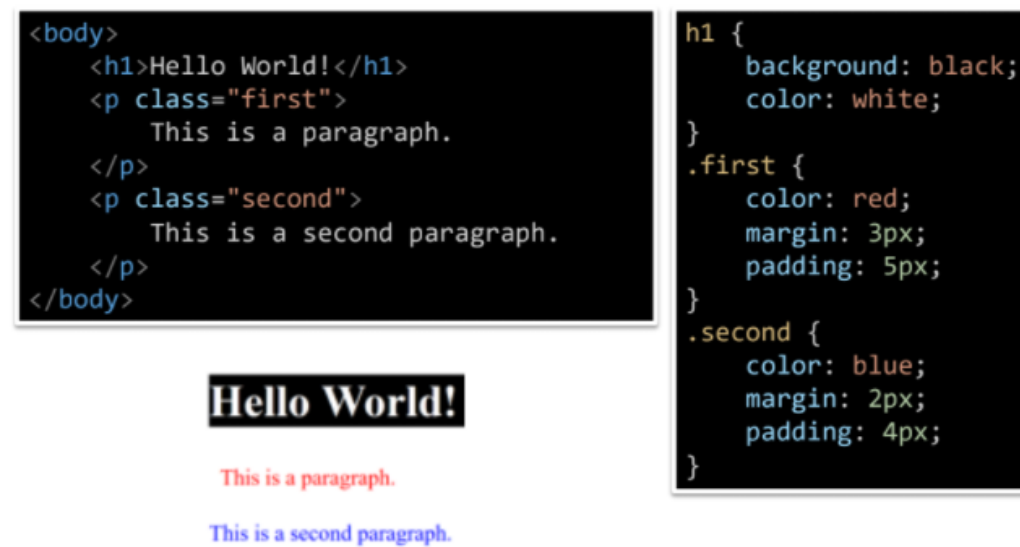 <body>
    <h1>Hello World!</h1>
    <p class="first">
        This is a paragraph.
    </p>
    <p class="second">
        This is a second paragraph.
    </p>
</body>
h1 {
    background: black;
    color: white;
}
.first {
    color: red;
    margin: 3px;
    padding: 5px;
}
.second {
    color: blue;
    margin: 2px;
    padding: 4px;
}
Hello World!
This is a paragraph.
This is a second paragraph.